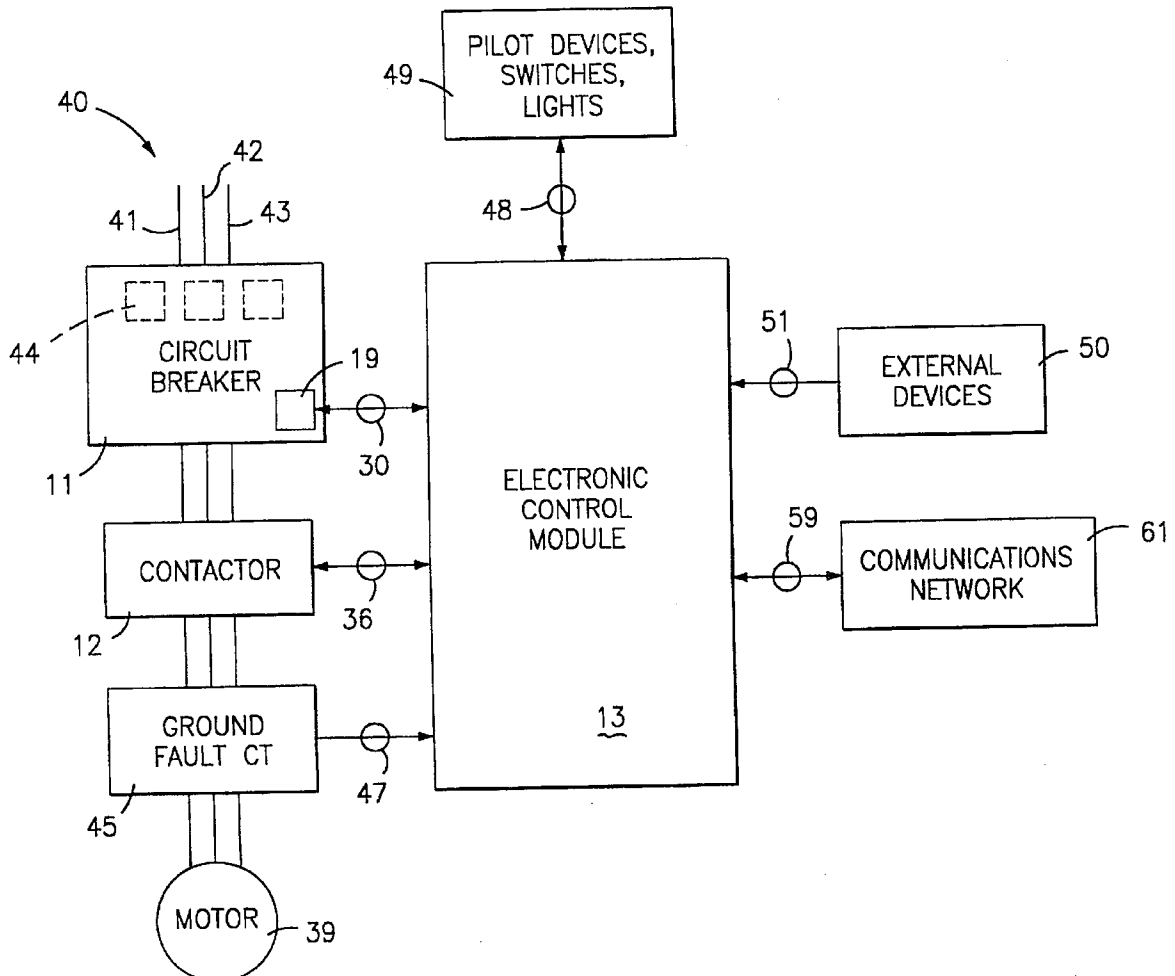 PILOT DEVICES,
SWITCHES,
LIGHTS
49
40
42
41
43
48
44
CIRCUIT
BREAKER
19
11
30
51
EXTERNAL
DEVICES
50
ELECTRONIC
CONTROL
MODULE
13
CONTACTOR
12
36
59
COMMUNICATIONS
NETWORK
61
GROUND
FAULT CT
45
47
MOTOR
39